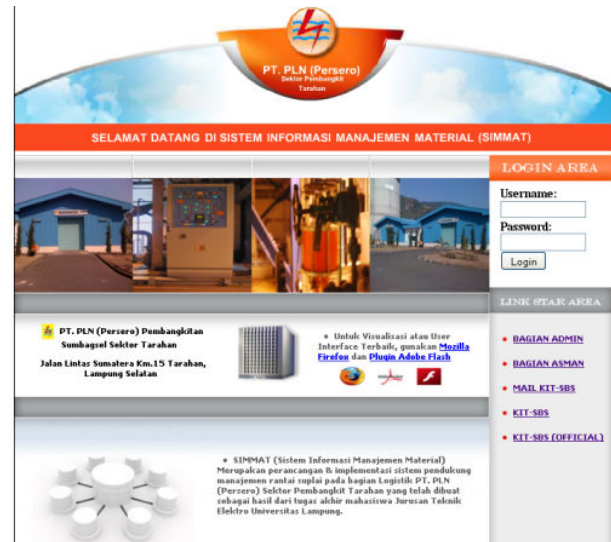 PT. PLN (Persero)
Sektor Pembangkit
Tarahan
SELAMAT DATANG DI SISTEM INFORMASI MANAJEMEN MATERIAL (SIMMAT)
LOGIN AREA
Username:
Password:
Login
LINK STAR AREA
BAGIAN ADMIN
BAGIAN ASMAN
MAIL KIT-SBS
KIT-SBS
KIT-SBS (OFFICIAL)
PT. PLN (Persero) Pembangkitan
Sumbagsel Sektor Tarahan
Jalan Lintas Sumatera Km.15 Tarahan,
Lampung Selatan
Untuk Visualisasi atau User
Interface Terbaik, gunakan Mozilla
Firefox dan Plugin Adobe Flash
SIMMAT (Sistem Informasi Manajemen Material)
Merupakan perancangan & implementasi sistem pendukung
manajemen rantai suplai pada bagian Logistik PT. PLN
(Persero) Sektor Pembangkit Tarahan yang telah dibuat
sebagai hasil dari tugas akhir mahasiswa Jurusan Teknik
Elektro Universitas Lampung.